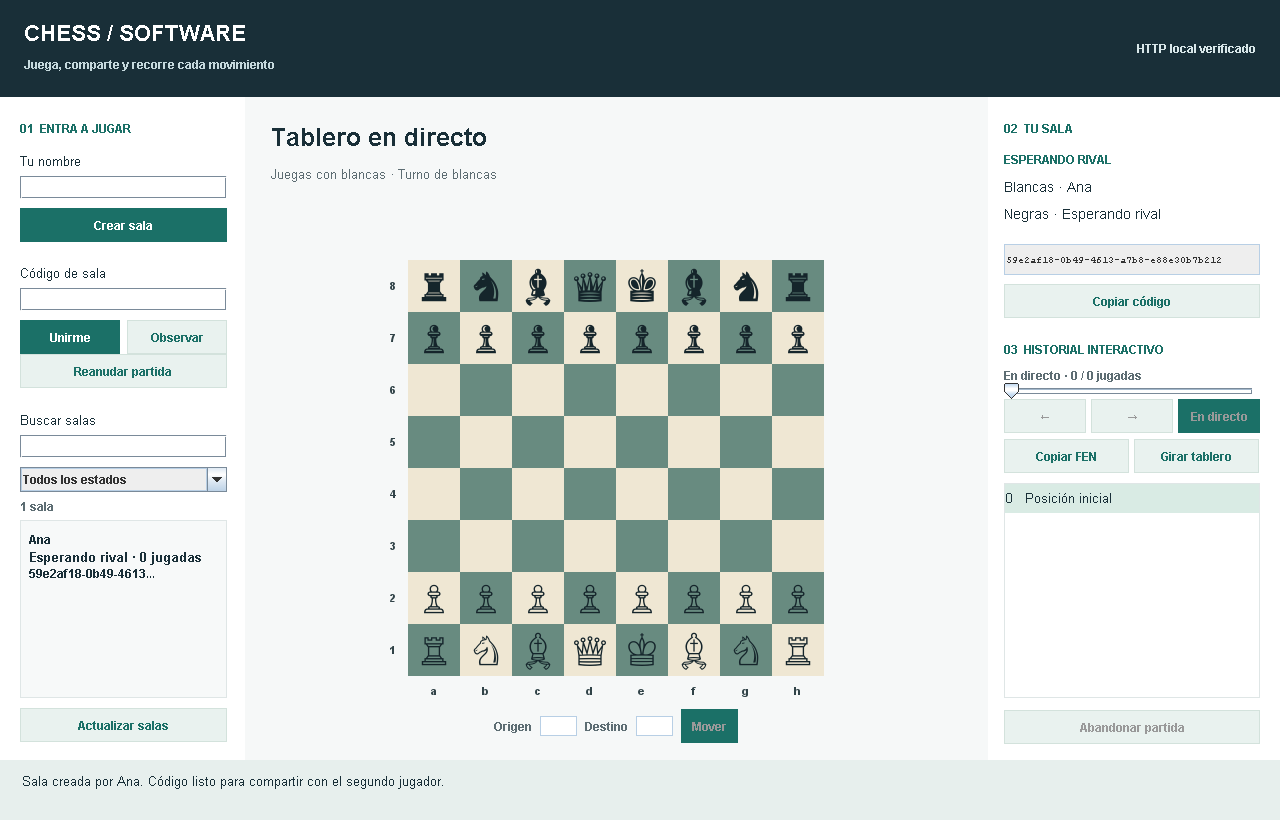 CHESS / SOFTWARE
Juega, comparte y recorre cada movimiento
HTTP local verificado
01 ENTRA A JUGAR
Tu nombre
Crear sala
Código de sala
Unirme
Observar
Reanudar partida
Buscar salas
Todos los estados
1 sala
Ana
Esperando rival · 0 jugadas
59e2af18-0b49-4613...
Actualizar salas
Tablero en directo
Juegas con blancas · Turno de blancas
8
7
6
5
4
3
2
1
a b c d e f g h
Origen
Destino
Mover
02 TU SALA
ESPERANDO RIVAL
Blancas · Ana
Negras · Esperando rival
59e2af18-0b49-4613-a7b8-e88e30b7b212
Copiar código
03 HISTORIAL INTERACTIVO
En directo · 0 / 0 jugadas
← → En directo
Copiar FEN
Girar tablero
0 Posición inicial
Abandonar partida
Sala creada por Ana. Código listo para compartir con el segundo jugador.